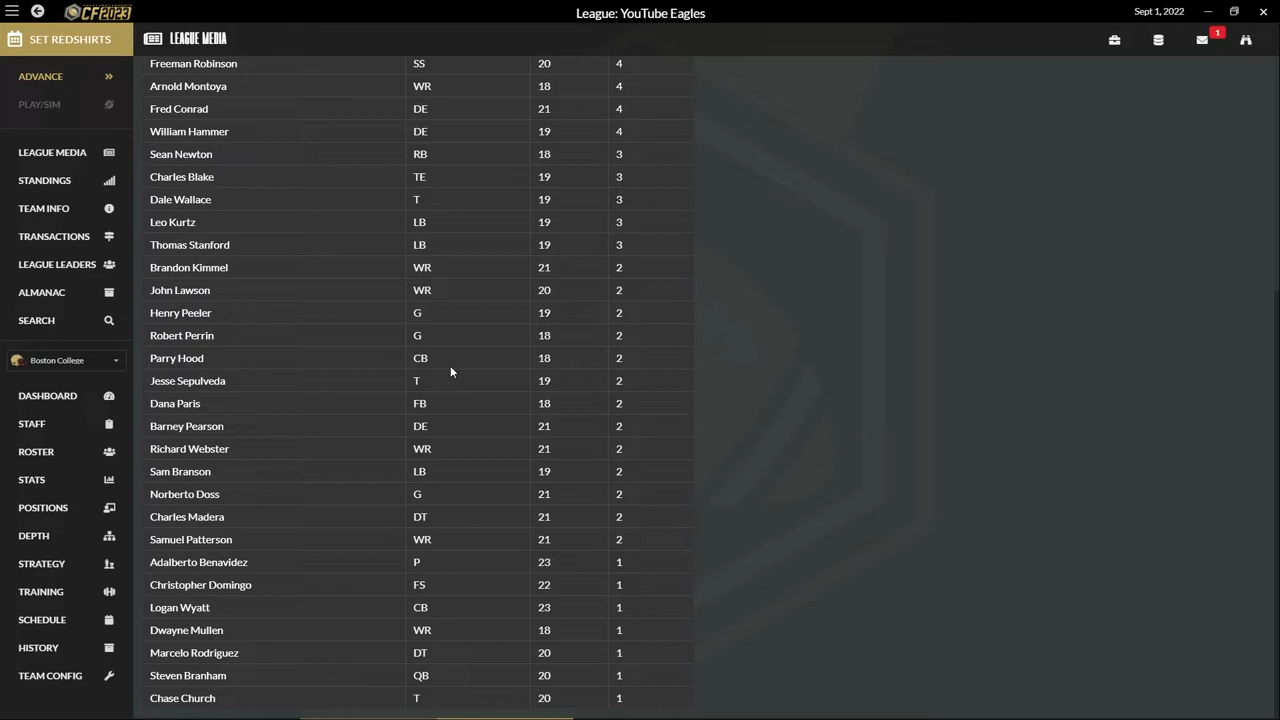 CF2023
League: YouTube Eagles
Sept 1, 2022
SET REDSHIRTS
LEAGUE MEDIA
1
ADVANCE
PLAY/SIM
LEAGUE MEDIA
STANDINGS
TEAM INFO
TRANSACTIONS
LEAGUE LEADERS
ALMANAC
SEARCH
Boston College
DASHBOARD
STAFF
ROSTER
STATS
POSITIONS
DEPTH
STRATEGY
TRAINING
SCHEDULE
HISTORY
TEAM CONFIG
Freeman Robinson SS 20 4
Arnold Montoya WR 18 4
Fred Conrad DE 21 4
William Hammer DE 19 4
Sean Newton RB 18 3
Charles Blake TE 19 3
Dale Wallace T 19 3
Leo Kurtz LB 19 3
Thomas Stanford LB 19 3
Brandon Kimmel WR 21 2
John Lawson WR 20 2
Henry Peeler G 19 2
Robert Perrin G 18 2
Parry Hood CB 18 2
Jesse Sepulveda T 19 2
Dana Paris FB 18 2
Barney Pearson DE 21 2
Richard Webster WR 21 2
Sam Branson LB 19 2
Norberto Doss G 21 2
Charles Madera DT 21 2
Samuel Patterson WR 21 2
Adalberto Benavidez P 23 1
Christopher Domingo FS 22 1
Logan Wyatt CB 23 1
Dwayne Mullen WR 18 1
Marcelo Rodriguez DT 20 1
Steven Branham QB 20 1
Chase Church T 20 1